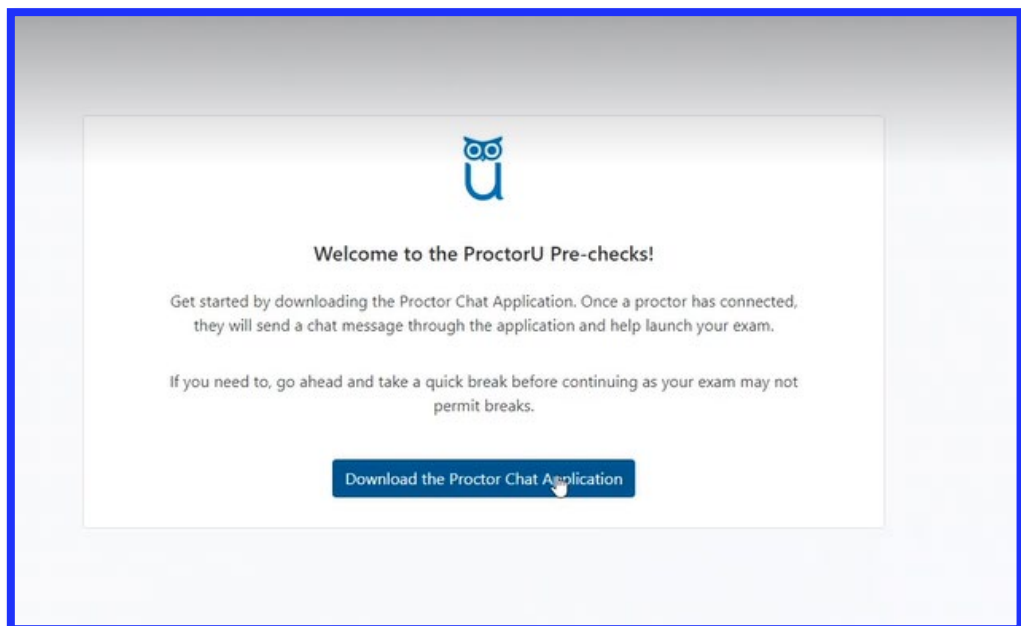 u
Welcome to the ProctorU Pre-checks!
Get started by downloading the Proctor Chat Application. Once a proctor has connected,
they will send a chat message through the application and help launch your exam.
If you need to, go ahead and take a quick break before continuing as your exam may not
permit breaks.
Download the Proctor Chat Application